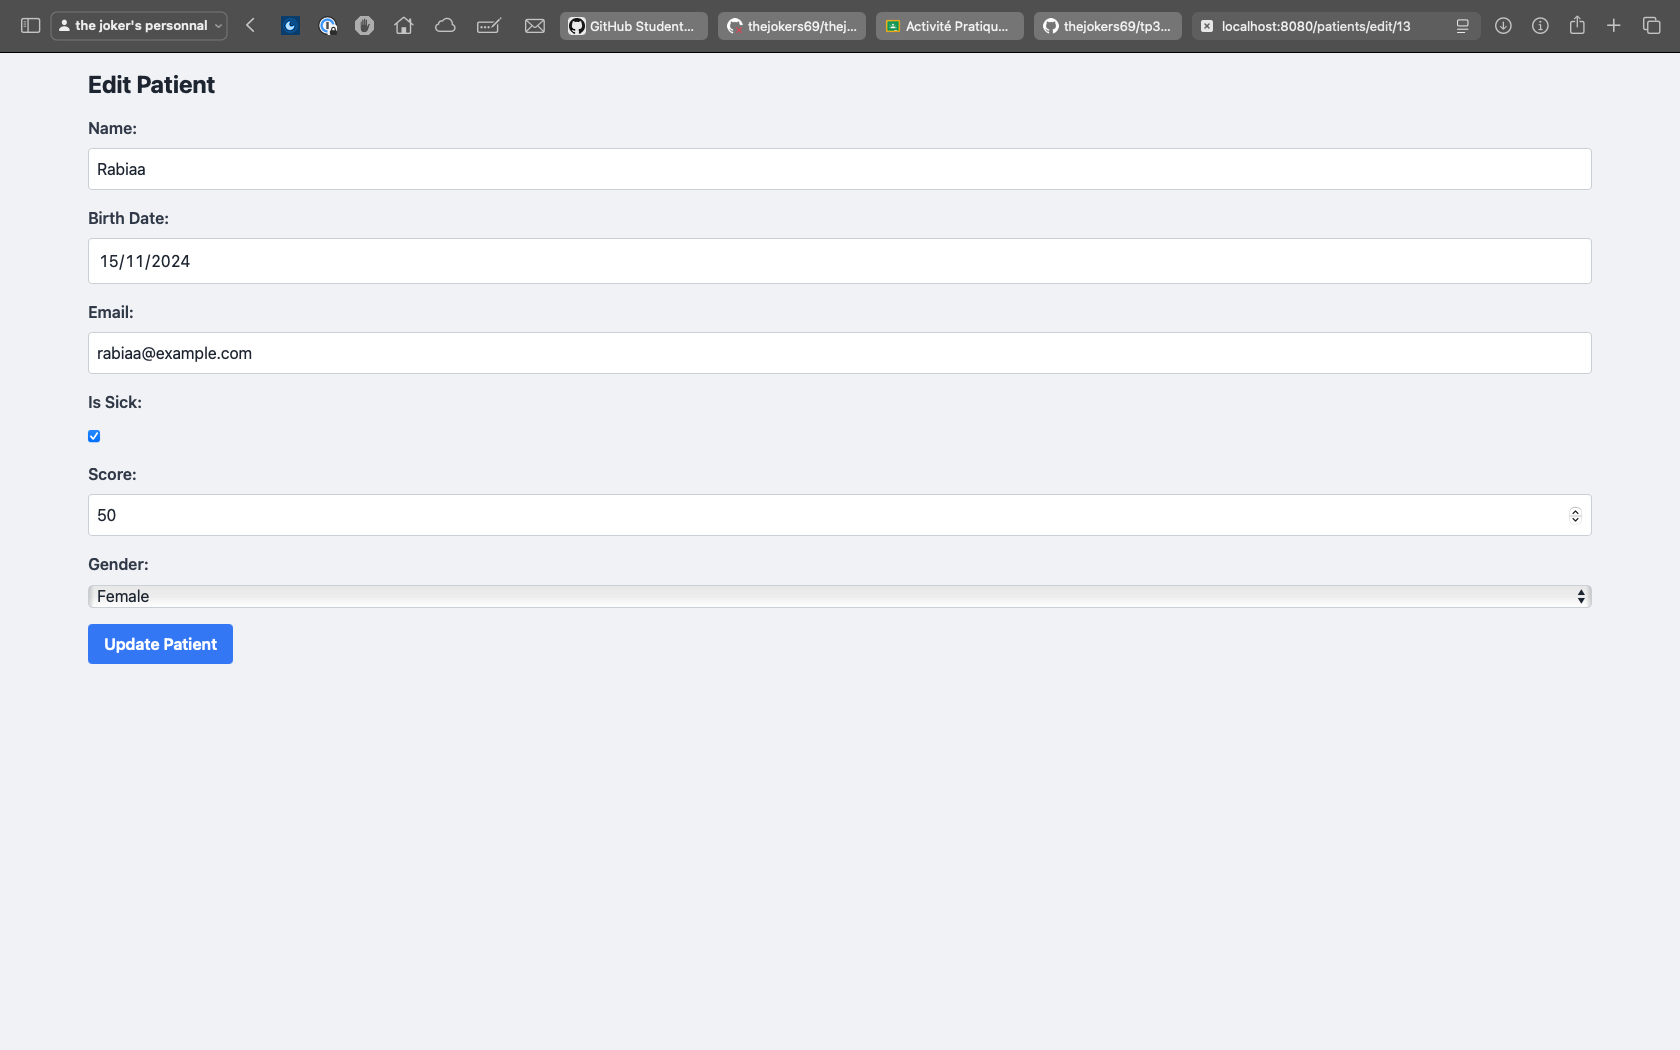 the joker's personnal
GitHub Student...
thejokers69/thej...
Activité Pratiqu...
thejokers69/tp3...
localhost:8080/patients/edit/13
Edit Patient
Name:
Rabiaa
Birth Date:
15/11/2024
Email:
rabiaa@example.com
Is Sick:
Score:
50
Gender:
Female
Update Patient